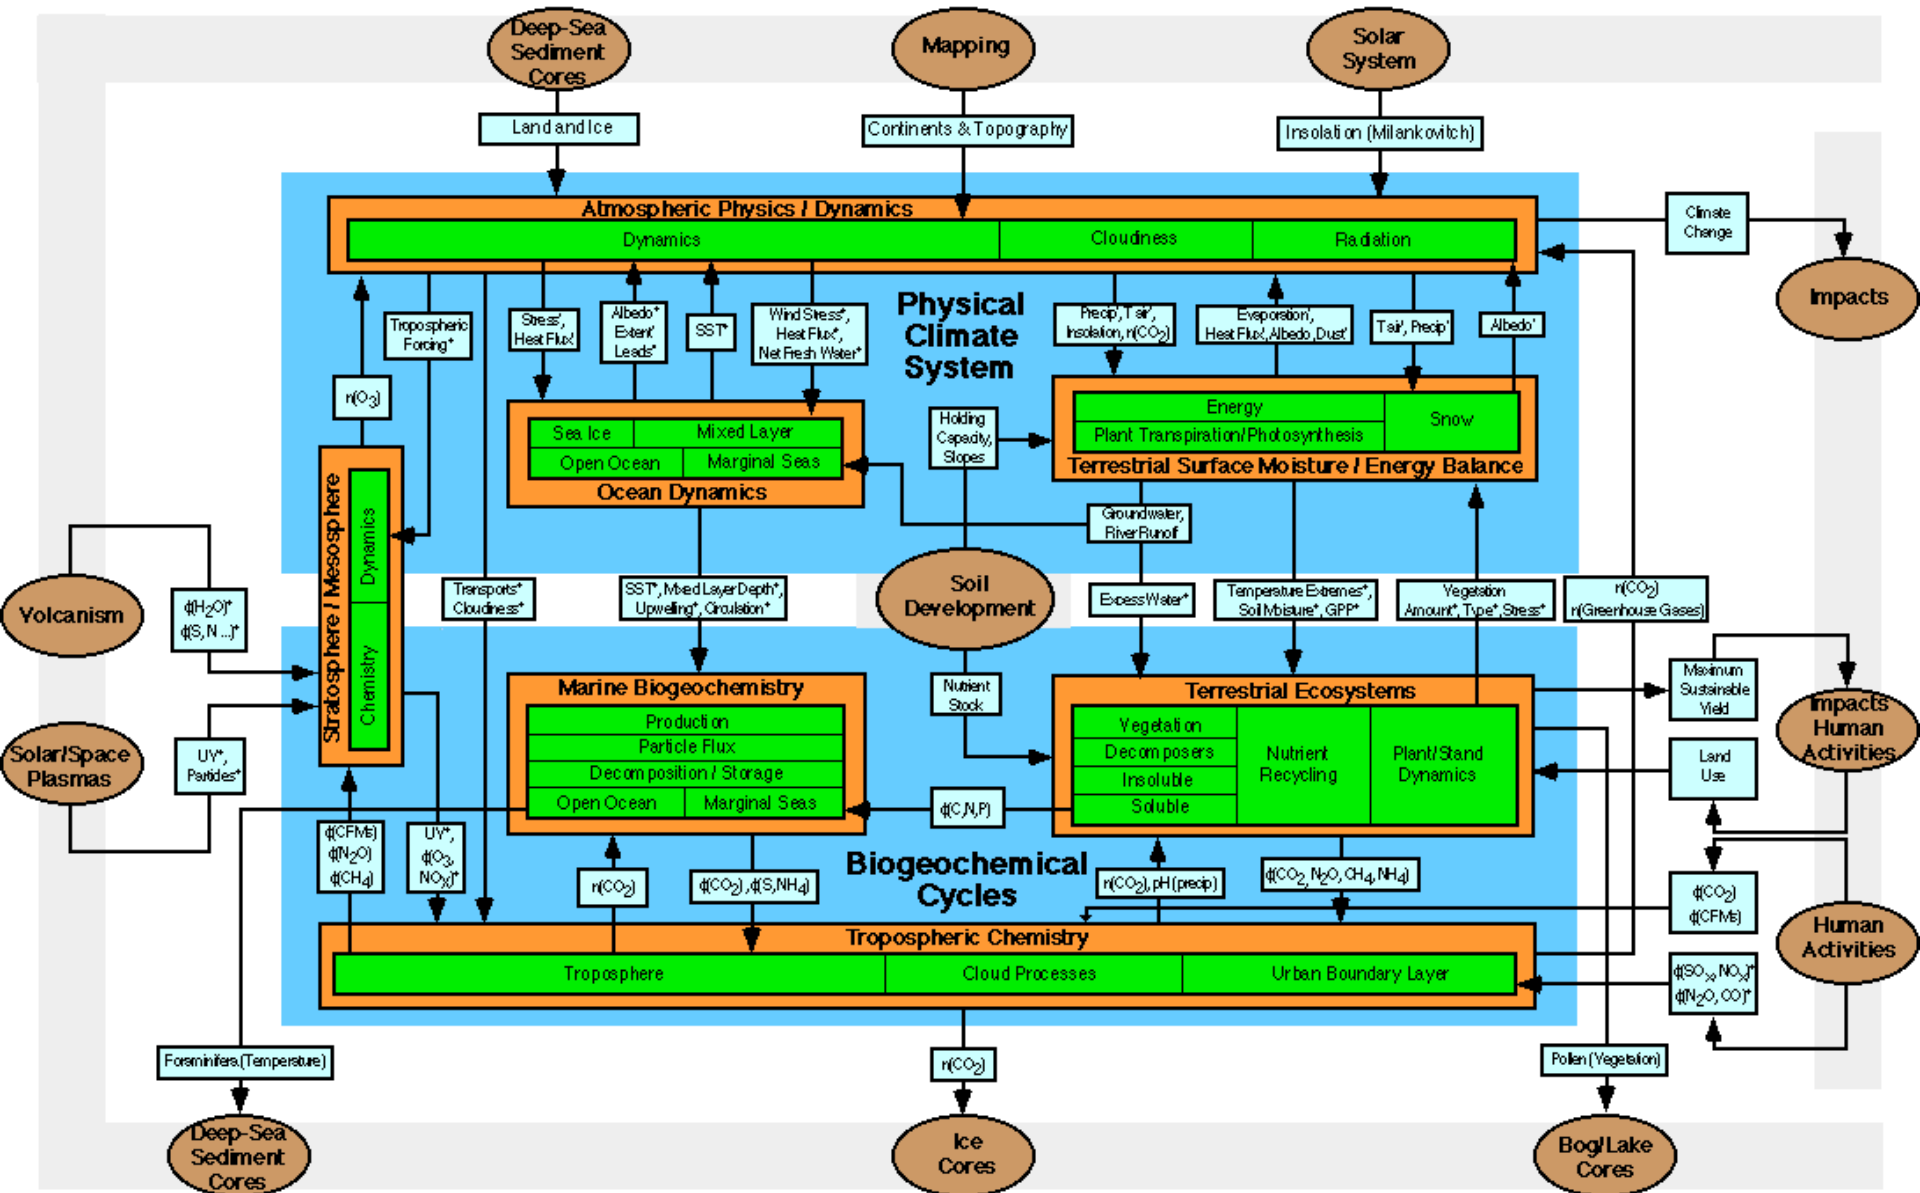 Deep-Sea
Sediment
Cores
Mapping
Solar
System
Land and Ice
Continents & Topography
Insolation (Milankovitch)
Atmospheric Physics / Dynamics
Dynamics
Cloudiness
Radiation
Climate
Change
Impacts
Physical
Climate
System
Tropospheric
Forcing*
Stress',
Heat Flux'
Albedo*
Extent'
Leads*
SST*
Wind Stress*,
Heat Flux*,
Net Fresh Water*
Precip', Tair',
Insolation, n(CO2)
Evaporation',
Heat Flux', Albedo, Dust'
Tair', Precip'
Albedo'
n(O3)
Sea Ice
Mixed Layer
Open Ocean
Marginal Seas
Ocean Dynamics
Holding
Capacity,
Slopes
Energy
Plant Transpiration/Photosynthesis
Snow
Terrestrial Surface Moisture / Energy Balance
Stratosphere / Mesosphere
Dynamics
Chemistry
Groundwater,
River Runoff
Volcanism
ϕ(H2O)*
ϕ(S, N ...)*
Transports*
Cloudiness*
SST*, Mixed Layer Depth*,
Upwelling*, Circulation*
Soil
Development
Excess Water*
Temperature Extremes*,
Soil Moisture*, GPP*
Vegetation
Amount*, Type*, Stress*
n(CO2)
n(Greenhouse Gases)
Marine Biogeochemistry
Production
Particle Flux
Decomposition / Storage
Open Ocean
Marginal Seas
Nutrient
Stock
Terrestrial Ecosystems
Vegetation
Decomposers
Insoluble
Soluble
Nutrient
Recycling
Plant/Stand
Dynamics
Maximum
Sustainable
Yield
Impacts
Human
Activities
Land
Use
Solar/Space
Plasmas
UV*,
Particles*
ϕ(C,N,P)
ϕ(CFMs)
ϕ(N2O)
ϕ(CH4)
UV*,
ϕ(O3,
NOx)*
n(CO2)
ϕ(CO2), ϕ(S,NH4)
Biogeochemical
Cycles
n(CO2), pH(precip)
ϕ(CO2, N2O, CH4, NH4)
ϕ(CO2)
ϕ(CFMs)
Human
Activities
Tropospheric Chemistry
Troposphere
Cloud Processes
Urban Boundary Layer
ϕ(SOx, NOx)*
ϕ(N2O, CO)*
Foraminifera (Temperature)
n(CO2)
Pollen (Vegetation)
Deep-Sea
Sediment
Cores
Ice
Cores
Bog/Lake
Cores